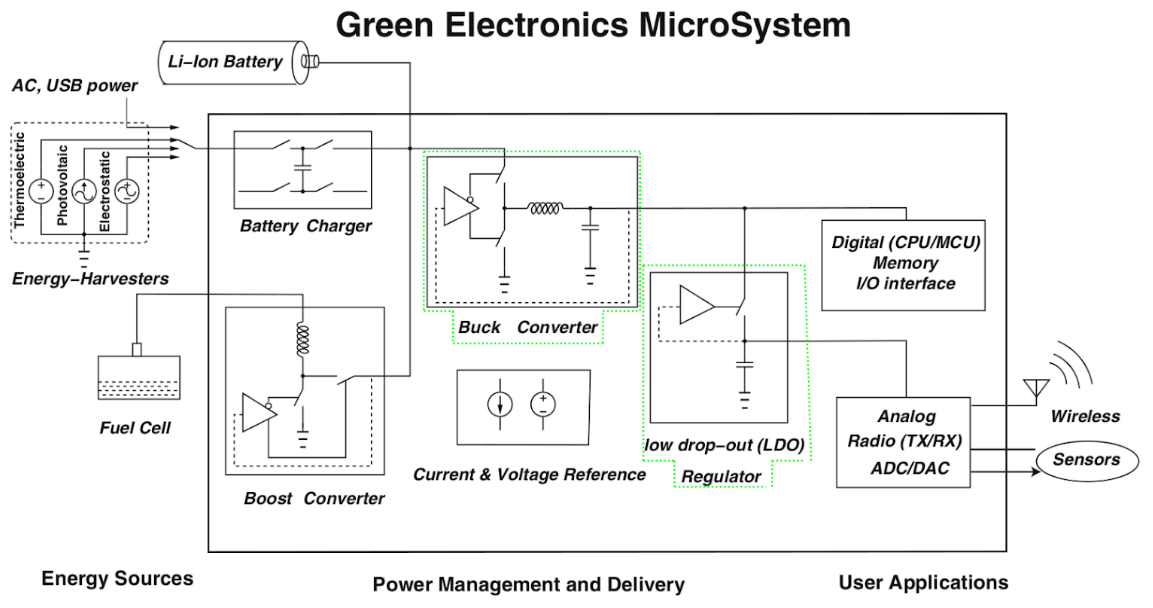 Green Electronics MicroSystem
Li–Ion Battery
AC, USB power
Thermoelectric
Photovoltaic
Electrostatic
Energy–Harvesters
Battery Charger
Buck Converter
Digital (CPU/MCU)
Memory
I/O interface
Fuel Cell
Boost Converter
Current & Voltage Reference
low drop–out (LDO)
Regulator
Analog
Radio (TX/RX)
ADC/DAC
Wireless
Sensors
Energy Sources
Power Management and Delivery
User Applications